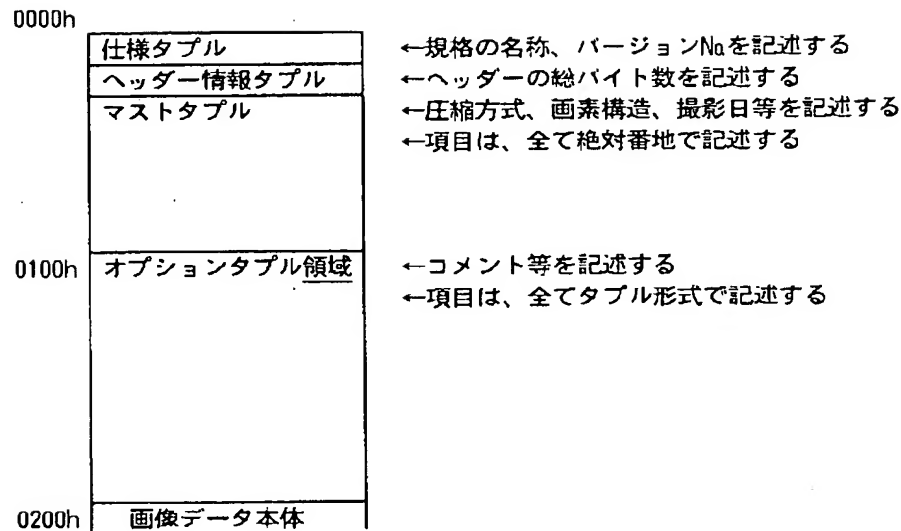 0000h
仕様タプル ←規格の名称、バージョン№を記述する
ヘッダー情報タプル ←ヘッダーの総バイト数を記述する
マストタプル ←圧縮方式、画素構造、撮影日等を記述する
←項目は、全て絶対番地で記述する
0100h オプションタプル領域 ←コメント等を記述する
←項目は、全てタプル形式で記述する
0200h 画像データ本体